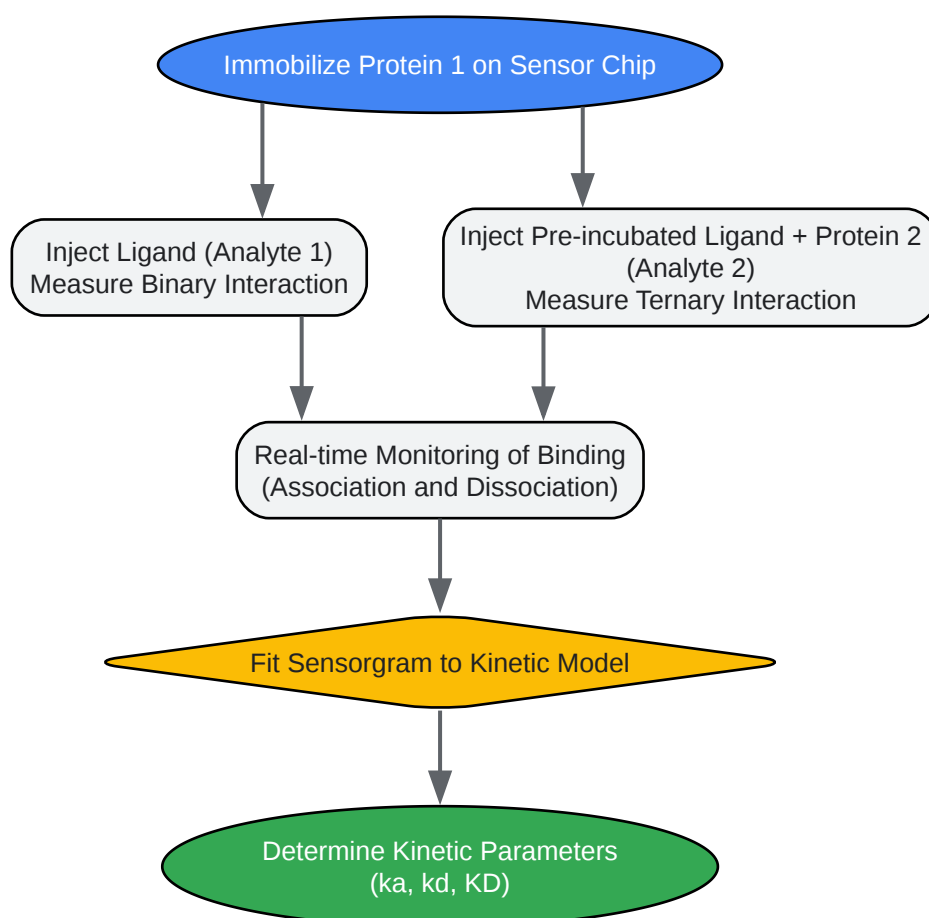 Immobilize Protein 1 on Sensor Chip
Inject Ligand (Analyte 1)
Measure Binary Interaction
Inject Pre-incubated Ligand + Protein 2
(Analyte 2)
Measure Ternary Interaction
Real-time Monitoring of Binding
(Association and Dissociation)
Fit Sensorgram to Kinetic Model
Determine Kinetic Parameters
(ka, kd, KD)